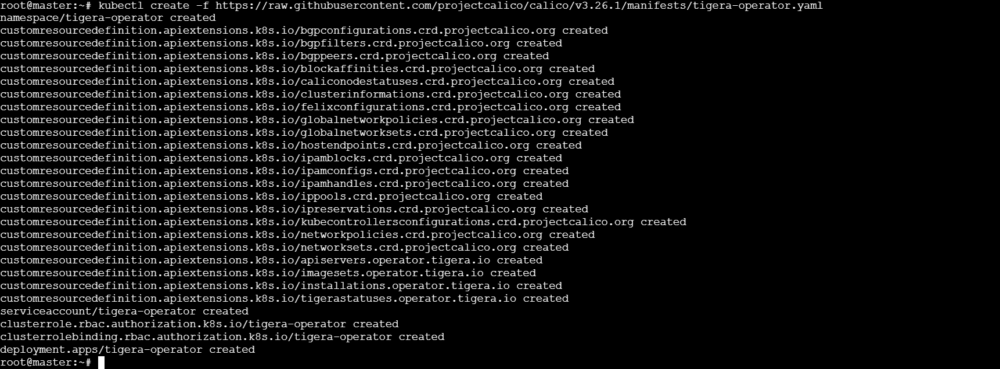 root@master:~# kubectl create -f https://raw.githubusercontent.com/projectcalico/calico/v3.26.1/manifests/tigera-operator.yaml
namespace/tigera-operator created
customresourcedefinition.apiextensions.k8s.io/bgpconfigurations.crd.projectcalico.org created
customresourcedefinition.apiextensions.k8s.io/bgpfilters.crd.projectcalico.org created
customresourcedefinition.apiextensions.k8s.io/bgppeers.crd.projectcalico.org created
customresourcedefinition.apiextensions.k8s.io/blockaffinities.crd.projectcalico.org created
customresourcedefinition.apiextensions.k8s.io/caliconodestatuses.crd.projectcalico.org created
customresourcedefinition.apiextensions.k8s.io/clusterinformations.crd.projectcalico.org created
customresourcedefinition.apiextensions.k8s.io/felixconfigurations.crd.projectcalico.org created
customresourcedefinition.apiextensions.k8s.io/globalnetworkpolicies.crd.projectcalico.org created
customresourcedefinition.apiextensions.k8s.io/globalnetworksets.crd.projectcalico.org created
customresourcedefinition.apiextensions.k8s.io/hostendpoints.crd.projectcalico.org created
customresourcedefinition.apiextensions.k8s.io/ipamblocks.crd.projectcalico.org created
customresourcedefinition.apiextensions.k8s.io/ipamconfigs.crd.projectcalico.org created
customresourcedefinition.apiextensions.k8s.io/ipamhandles.crd.projectcalico.org created
customresourcedefinition.apiextensions.k8s.io/ippools.crd.projectcalico.org created
customresourcedefinition.apiextensions.k8s.io/ipreservations.crd.projectcalico.org created
customresourcedefinition.apiextensions.k8s.io/kubecontrollersconfigurations.crd.projectcalico.org created
customresourcedefinition.apiextensions.k8s.io/networkpolicies.crd.projectcalico.org created
customresourcedefinition.apiextensions.k8s.io/networksets.crd.projectcalico.org created
customresourcedefinition.apiextensions.k8s.io/apiservers.operator.tigera.io created
customresourcedefinition.apiextensions.k8s.io/imagesets.operator.tigera.io created
customresourcedefinition.apiextensions.k8s.io/installations.operator.tigera.io created
customresourcedefinition.apiextensions.k8s.io/tigerastatuses.operator.tigera.io created
serviceaccount/tigera-operator created
clusterrole.rbac.authorization.k8s.io/tigera-operator created
clusterrolebinding.rbac.authorization.k8s.io/tigera-operator created
deployment.apps/tigera-operator created
root@master:~#